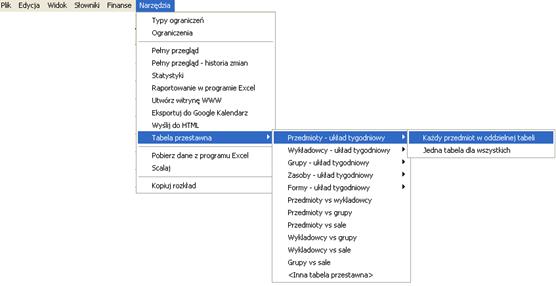 Plik Edycja Widok Słowniki Finanse Narzędzia
Typy ograniczeń
Ograniczenia
Pełny przegląd
Pełny przegląd - historia zmian
Statystyki
Raportowanie w programie Excel
Utwórz witrynę WWW
Eksportuj do Google Kalendarz
Wyślij do HTML
Tabela przestawna
Pobierz dane z programu Excel
Scalaj
Kopiuj rozkład
Przedmioty - układ tygodniowy
Wykładowcy - układ tygodniowy
Grupy - układ tygodniowy
Zasoby - układ tygodniowy
Formy - układ tygodniowy
Przedmioty vs wykładowcy
Przedmioty vs grupy
Przedmioty vs sale
Wykladowcy vs grupy
Wykladowcy vs sale
Grupy vs sale
<Inna tabela przestawna>
Każdy przedmiot w oddzielnej tabeli
Jedna tabela dla wszystkich